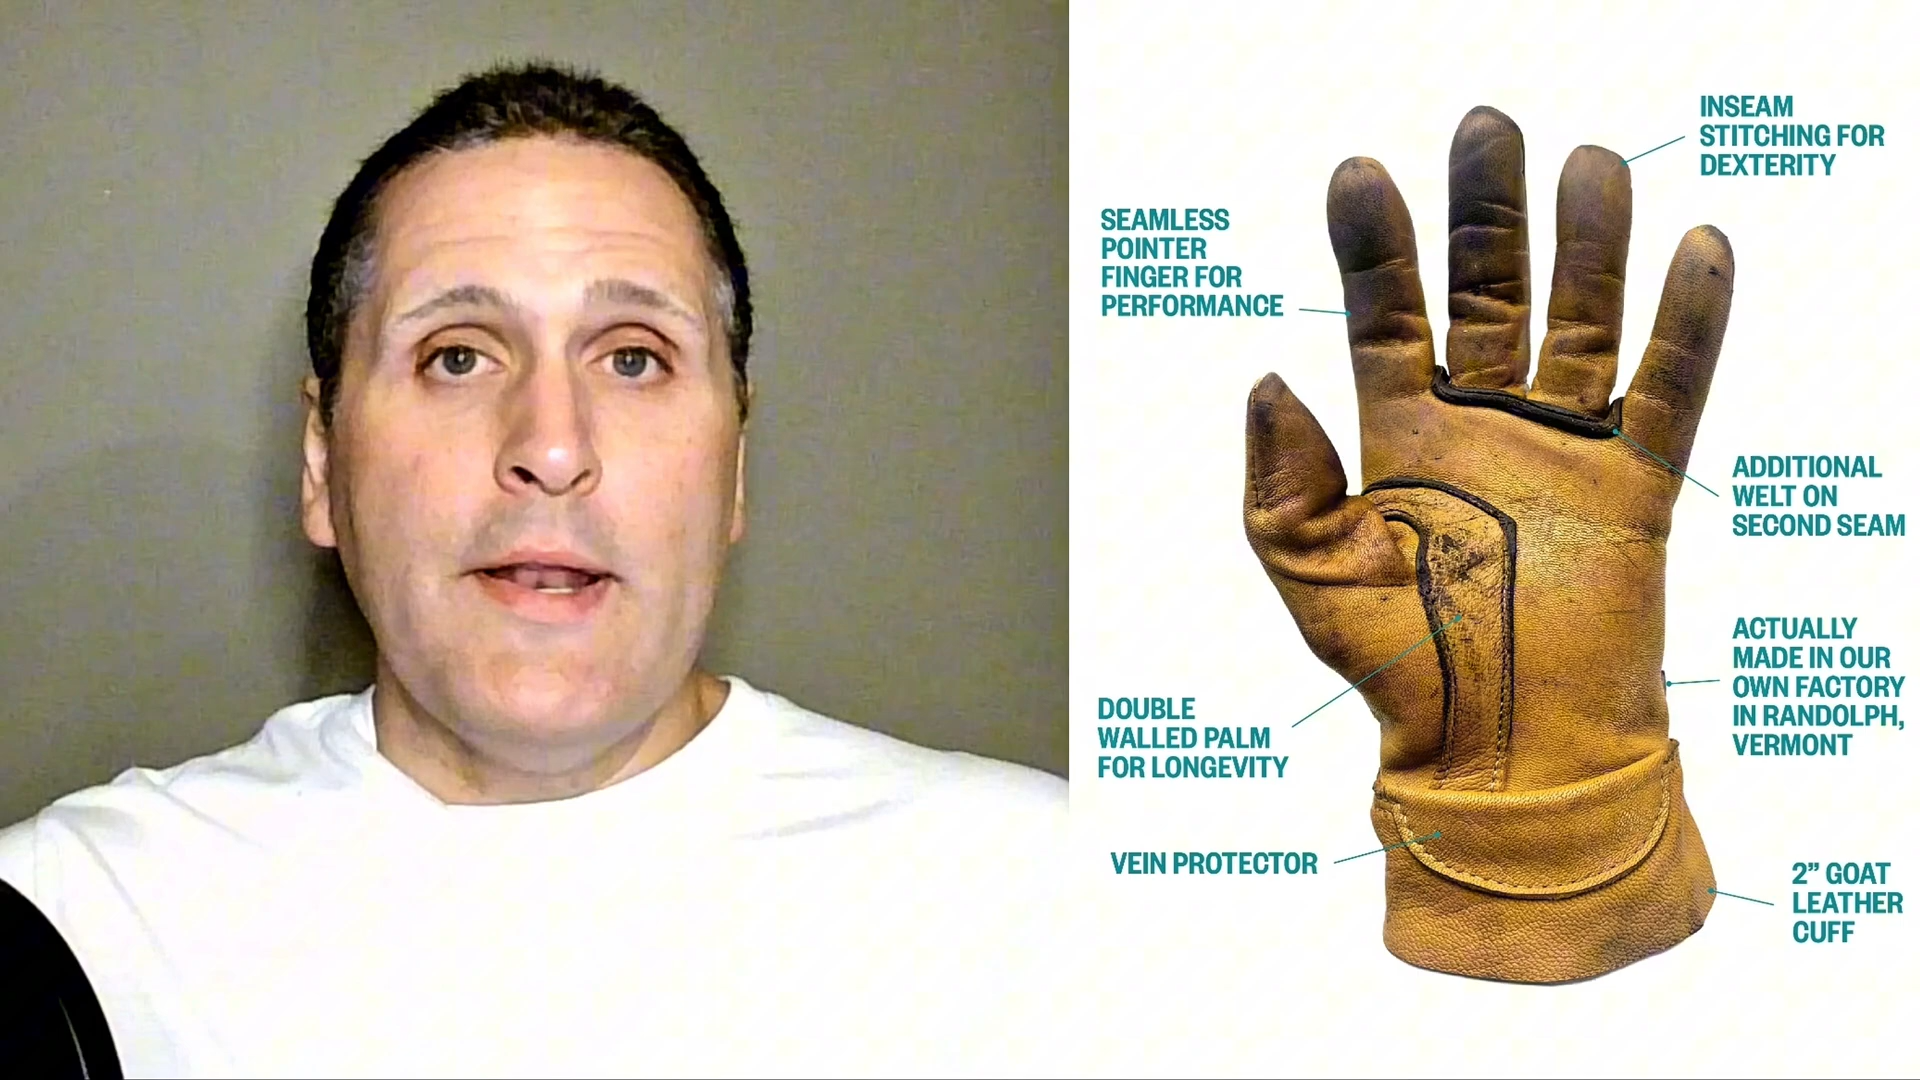 INSEAM
STITCHING FOR
DEXTERITY
SEAMLESS
POINTER
FINGER FOR
PERFORMANCE
ADDITIONAL
WELT ON
SECOND SEAM
ACTUALLY
MADE IN OUR
OWN FACTORY
IN RANDOLPH,
VERMONT
DOUBLE
WALLED PALM
FOR LONGEVITY
VEIN PROTECTOR
2” GOAT
LEATHER
CUFF